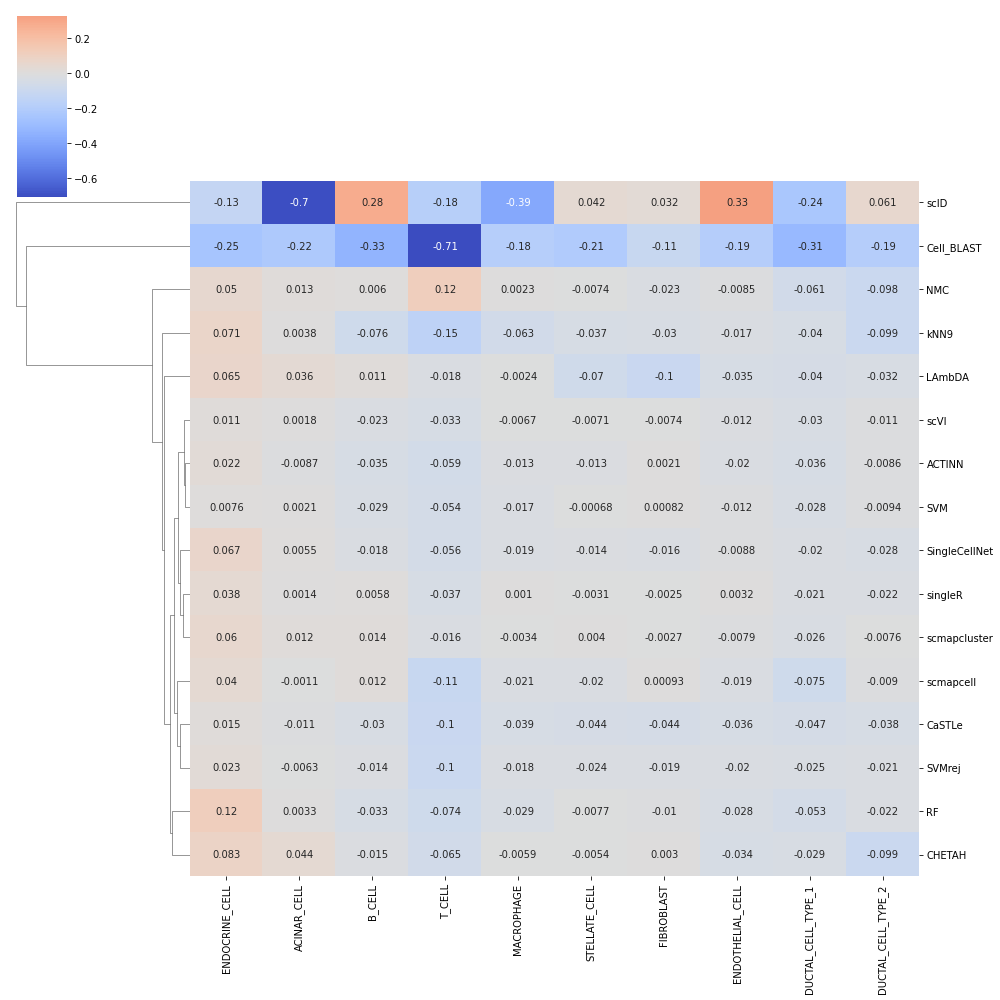 0.2
0.0
−0.2
−0.4
−0.6
-0.13 -0.7 0.28 -0.18 -0.39 0.042 0.032 0.33 -0.24 0.061 scID
-0.25 -0.22 -0.33 -0.71 -0.18 -0.21 -0.11 -0.19 -0.31 -0.19 Cell_BLAST
0.05 0.013 0.006 0.12 0.0023 -0.0074 -0.023 -0.0085 -0.061 -0.098 NMC
0.071 0.0038 -0.076 -0.15 -0.063 -0.037 -0.03 -0.017 -0.04 -0.099 kNN9
0.065 0.036 0.011 -0.018 -0.0024 -0.07 -0.1 -0.035 -0.04 -0.032 LAmbDA
0.011 0.0018 -0.023 -0.033 -0.0067 -0.0071 -0.0074 -0.012 -0.03 -0.011 scVI
0.022 -0.0087 -0.035 -0.059 -0.013 -0.013 0.0021 -0.02 -0.036 -0.0086 ACTINN
0.0076 0.0021 -0.029 -0.054 -0.017 -0.00068 0.00082 -0.012 -0.028 -0.0094 SVM
0.067 0.0055 -0.018 -0.056 -0.019 -0.014 -0.016 -0.0088 -0.02 -0.028 SingleCellNet
0.038 0.0014 0.0058 -0.037 0.001 -0.0031 -0.0025 0.0032 -0.021 -0.022 singleR
0.06 0.012 0.014 -0.016 -0.0034 0.004 -0.0027 -0.0079 -0.026 -0.0076 scmapcluster
0.04 -0.0011 0.012 -0.11 -0.021 -0.02 0.00093 -0.019 -0.075 -0.009 scmapcell
0.015 -0.011 -0.03 -0.1 -0.039 -0.044 -0.044 -0.036 -0.047 -0.038 CaSTLe
0.023 -0.0063 -0.014 -0.1 -0.018 -0.024 -0.019 -0.02 -0.025 -0.021 SVMrej
0.12 0.0033 -0.033 -0.074 -0.029 -0.0077 -0.01 -0.028 -0.053 -0.022 RF
0.083 0.044 -0.015 -0.065 -0.0059 -0.0054 0.003 -0.034 -0.029 -0.099 CHETAH
ENDOCRINE_CELL
ACINAR_CELL
B_CELL
T_CELL
MACROPHAGE
STELLATE_CELL
FIBROBLAST
ENDOTHELIAL_CELL
DUCTAL_CELL_TYPE_1
DUCTAL_CELL_TYPE_2